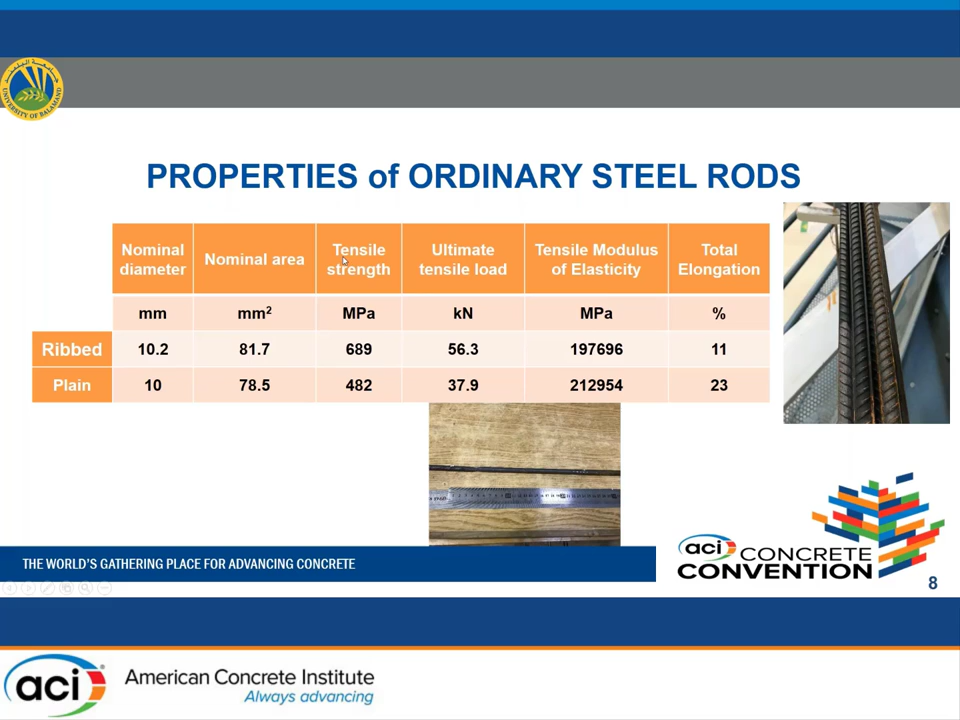 UNIVERSITY OF BALAMAND
PROPERTIES of ORDINARY STEEL RODS
Nominal diameter Nominal area Tensile strength Ultimate tensile load Tensile Modulus of Elasticity Total Elongation
mm mm² MPa kN MPa %
Ribbed 10.2 81.7 689 56.3 197696 11
Plain 10 78.5 482 37.9 212954 23
THE WORLD'S GATHERING PLACE FOR ADVANCING CONCRETE
aci CONCRETE
CONVENTION
8
aci American Concrete Institute
Always advancing